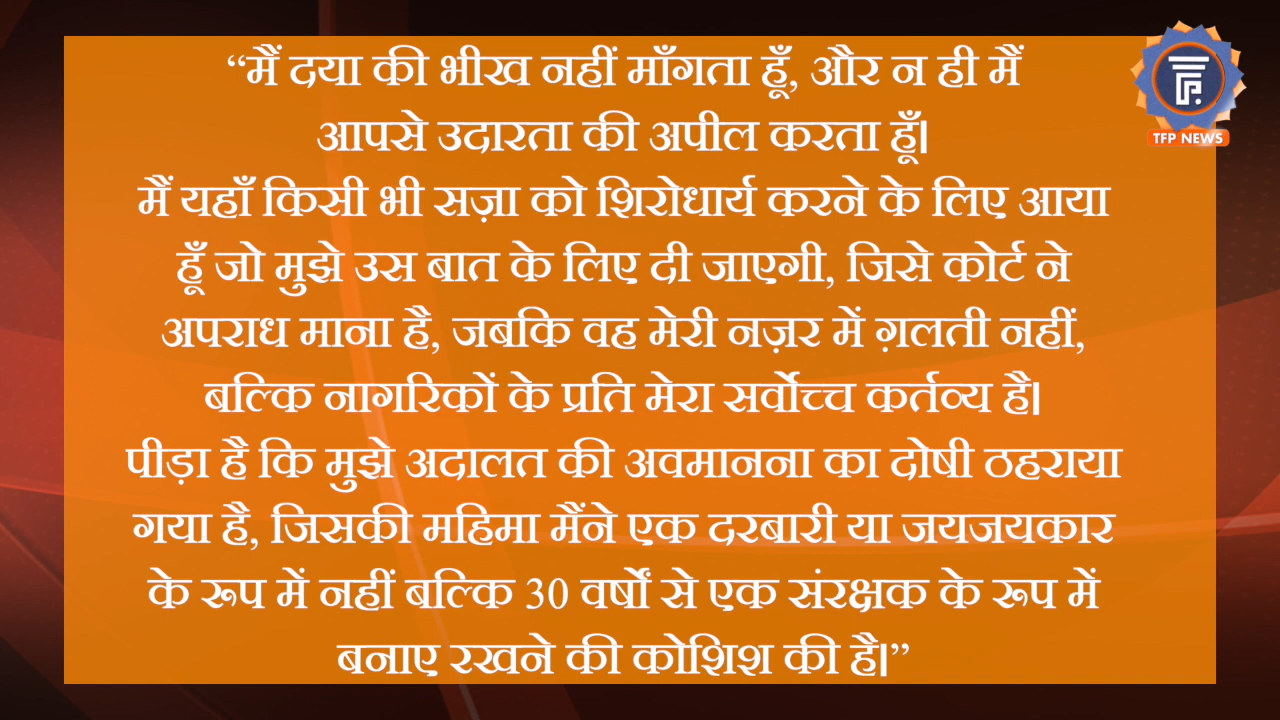 “मैं दया की भीख नहीं माँगता हूँ, और न ही मैं
आपसे उदारता की अपील करता हूँ।
मैं यहाँ किसी भी सज़ा को शिरोधार्य करने के लिए आया
हूँ जो मुझे उस बात के लिए दी जाएगी, जिसे कोर्ट ने
अपराध माना है, जबकि वह मेरी नज़र में ग़लती नहीं,
बल्कि नागरिकों के प्रति मेरा सर्वोच्च कर्तव्य है।
पीड़ा है कि मुझे अदालत की अवमानना का दोषी ठहराया
गया है, जिसकी महिमा मैंने एक दरबारी या जयजयकार
के रूप में नहीं बल्कि 30 वर्षों से एक संरक्षक के रूप में
बनाए रखने की कोशिश की है।”
TFP NEWS